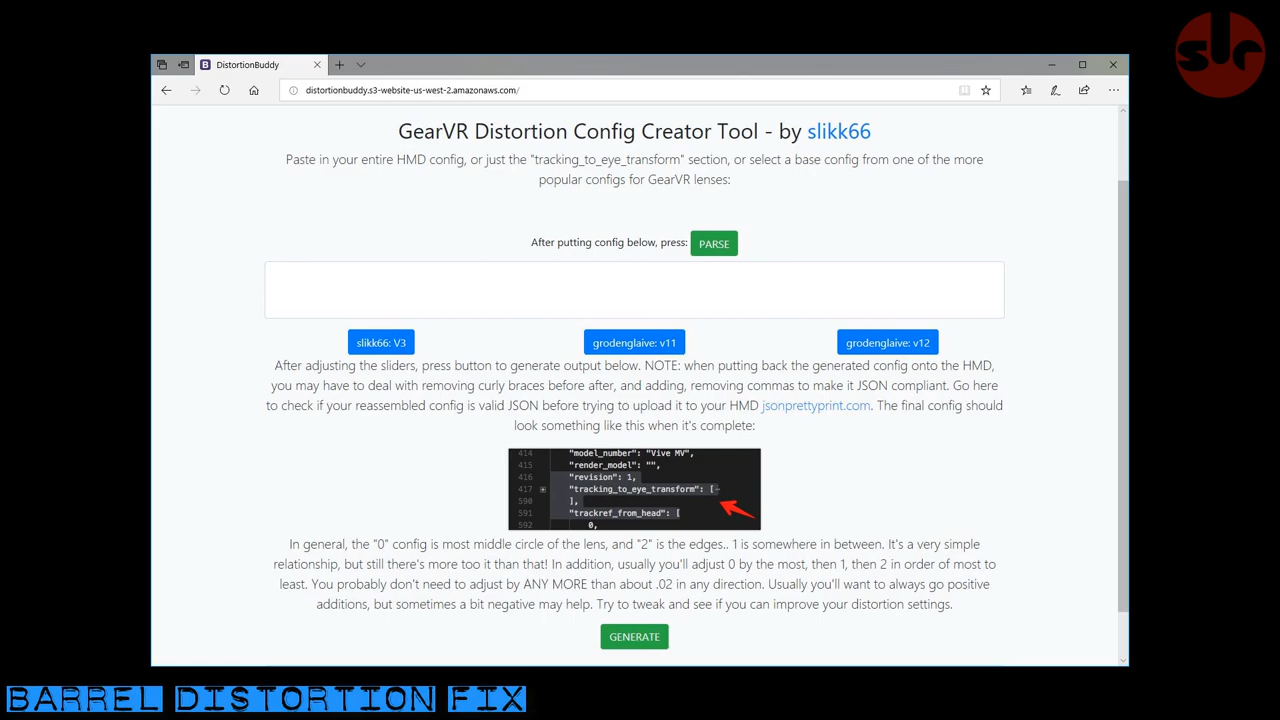 sur
DistortionBuddy
distortionbuddy.s3-website-us-west-2.amazonaws.com/
GearVR Distortion Config Creator Tool - by slikk66
Paste in your entire HMD config, or just the "tracking_to_eye_transform" section, or select a base config from one of the more
popular configs for GearVR lenses:
After putting config below, press: PARSE
slikk66: V3 grodenglaive: v11 grodenglaive: v12
After adjusting the sliders, press button to generate output below. NOTE: when putting back the generated config onto the HMD,
you may have to deal with removing curly braces before after, and adding, removing commas to make it JSON compliant. Go here
to check if your reassembled config is valid JSON before trying to upload it to your HMD jsonprettyprint.com. The final config should
look something like this when it's complete:
414 "model_number": "Vive MV",
415 "render_model": "",
416 "revision": 1,
417 "tracking_to_eye_transform": [
590 ],
591 "trackref_from_head": [
592 0,
In general, the "0" config is most middle circle of the lens, and "2" is the edges.. 1 is somewhere in between. It's a very simple
relationship, but still there's more too it than that! In addition, usually you'll adjust 0 by the most, then 1, then 2 in order of most to
least. You probably don't need to adjust by ANY MORE than about .02 in any direction. Usually you'll want to always go positive
additions, but sometimes a bit negative may help. Try to tweak and see if you can improve your distortion settings.
GENERATE
BARREL DISTORTION FIX